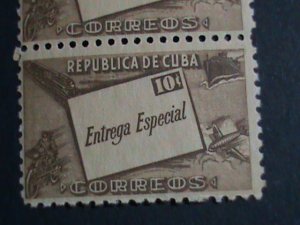 CORREOS
REPUBLICA DE CUBA
10¢
Entrega Especial
CORREOS